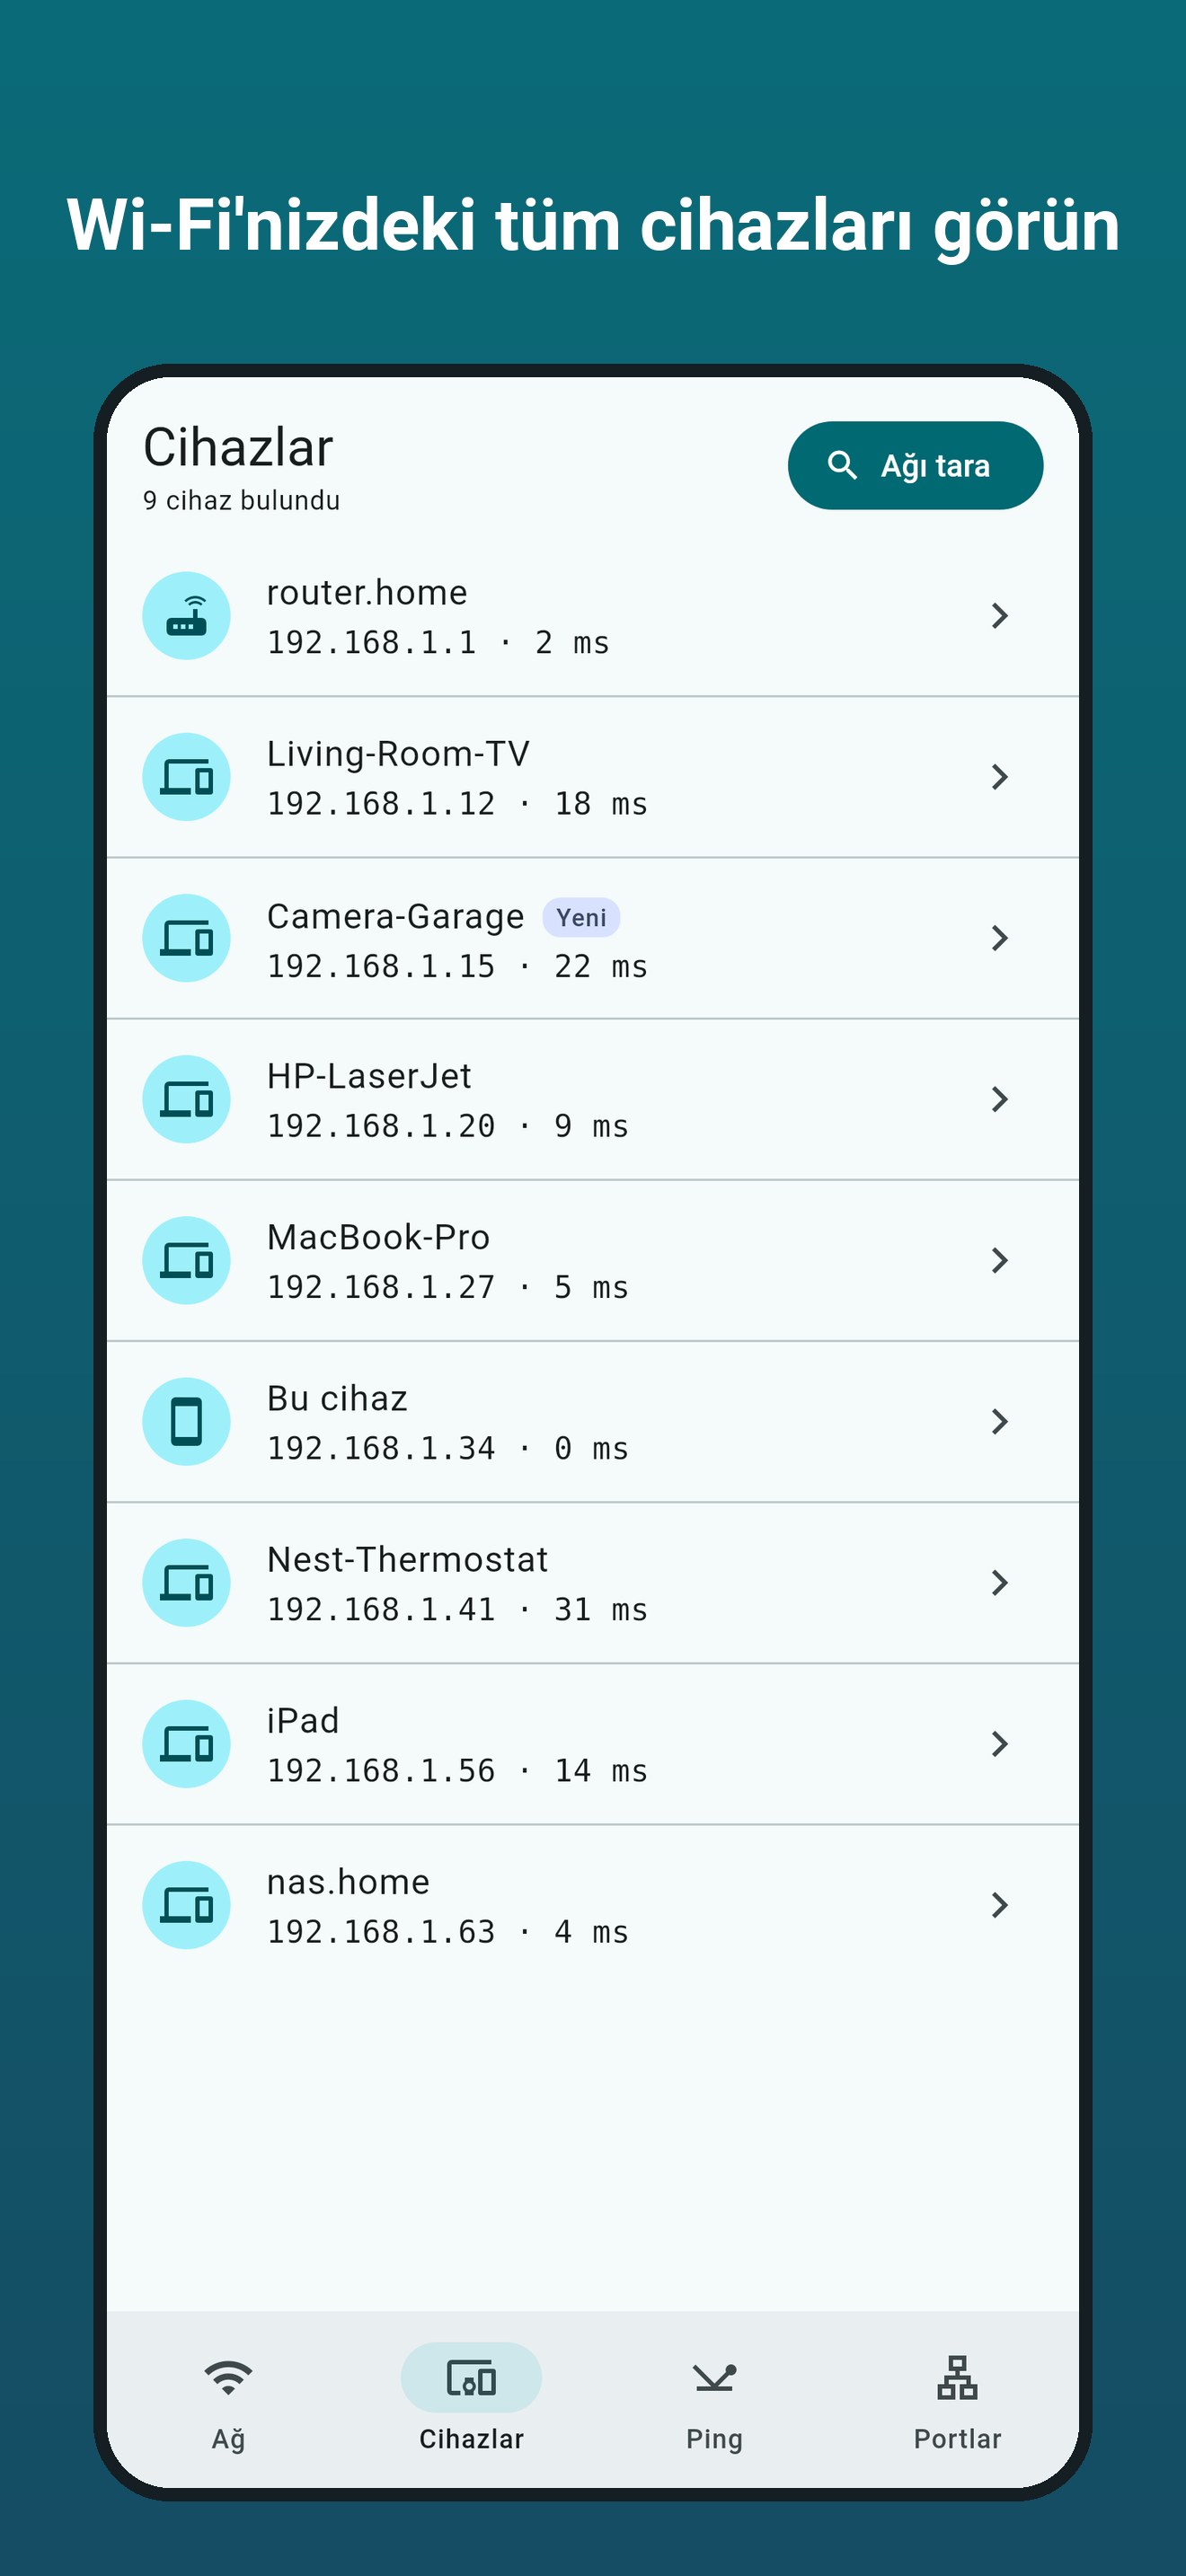 Wi-Fi'nizdeki tüm cihazları görün
Cihazlar
9 cihaz bulundu
Ağı tara
router.home
192.168.1.1 · 2 ms
Living-Room-TV
192.168.1.12 · 18 ms
Camera-Garage Yeni
192.168.1.15 · 22 ms
HP-LaserJet
192.168.1.20 · 9 ms
MacBook-Pro
192.168.1.27 · 5 ms
Bu cihaz
192.168.1.34 · 0 ms
Nest-Thermostat
192.168.1.41 · 31 ms
iPad
192.168.1.56 · 14 ms
nas.home
192.168.1.63 · 4 ms
Ağ
Cihazlar
Ping
Portlar